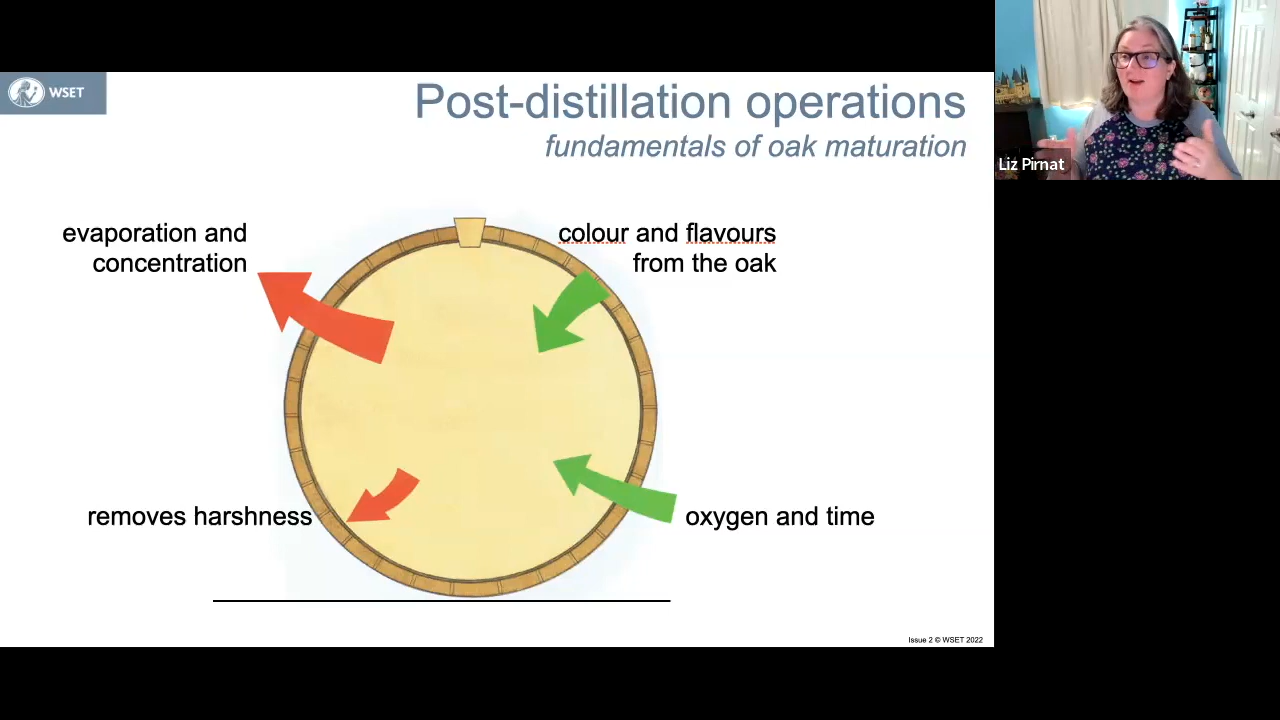 WSET
Post-distillation operations
fundamentals of oak maturation
Liz Pirnat
evaporation and
concentration
colour and flavours
from the oak
removes harshness
oxygen and time
Issue 2 © WSET 2022